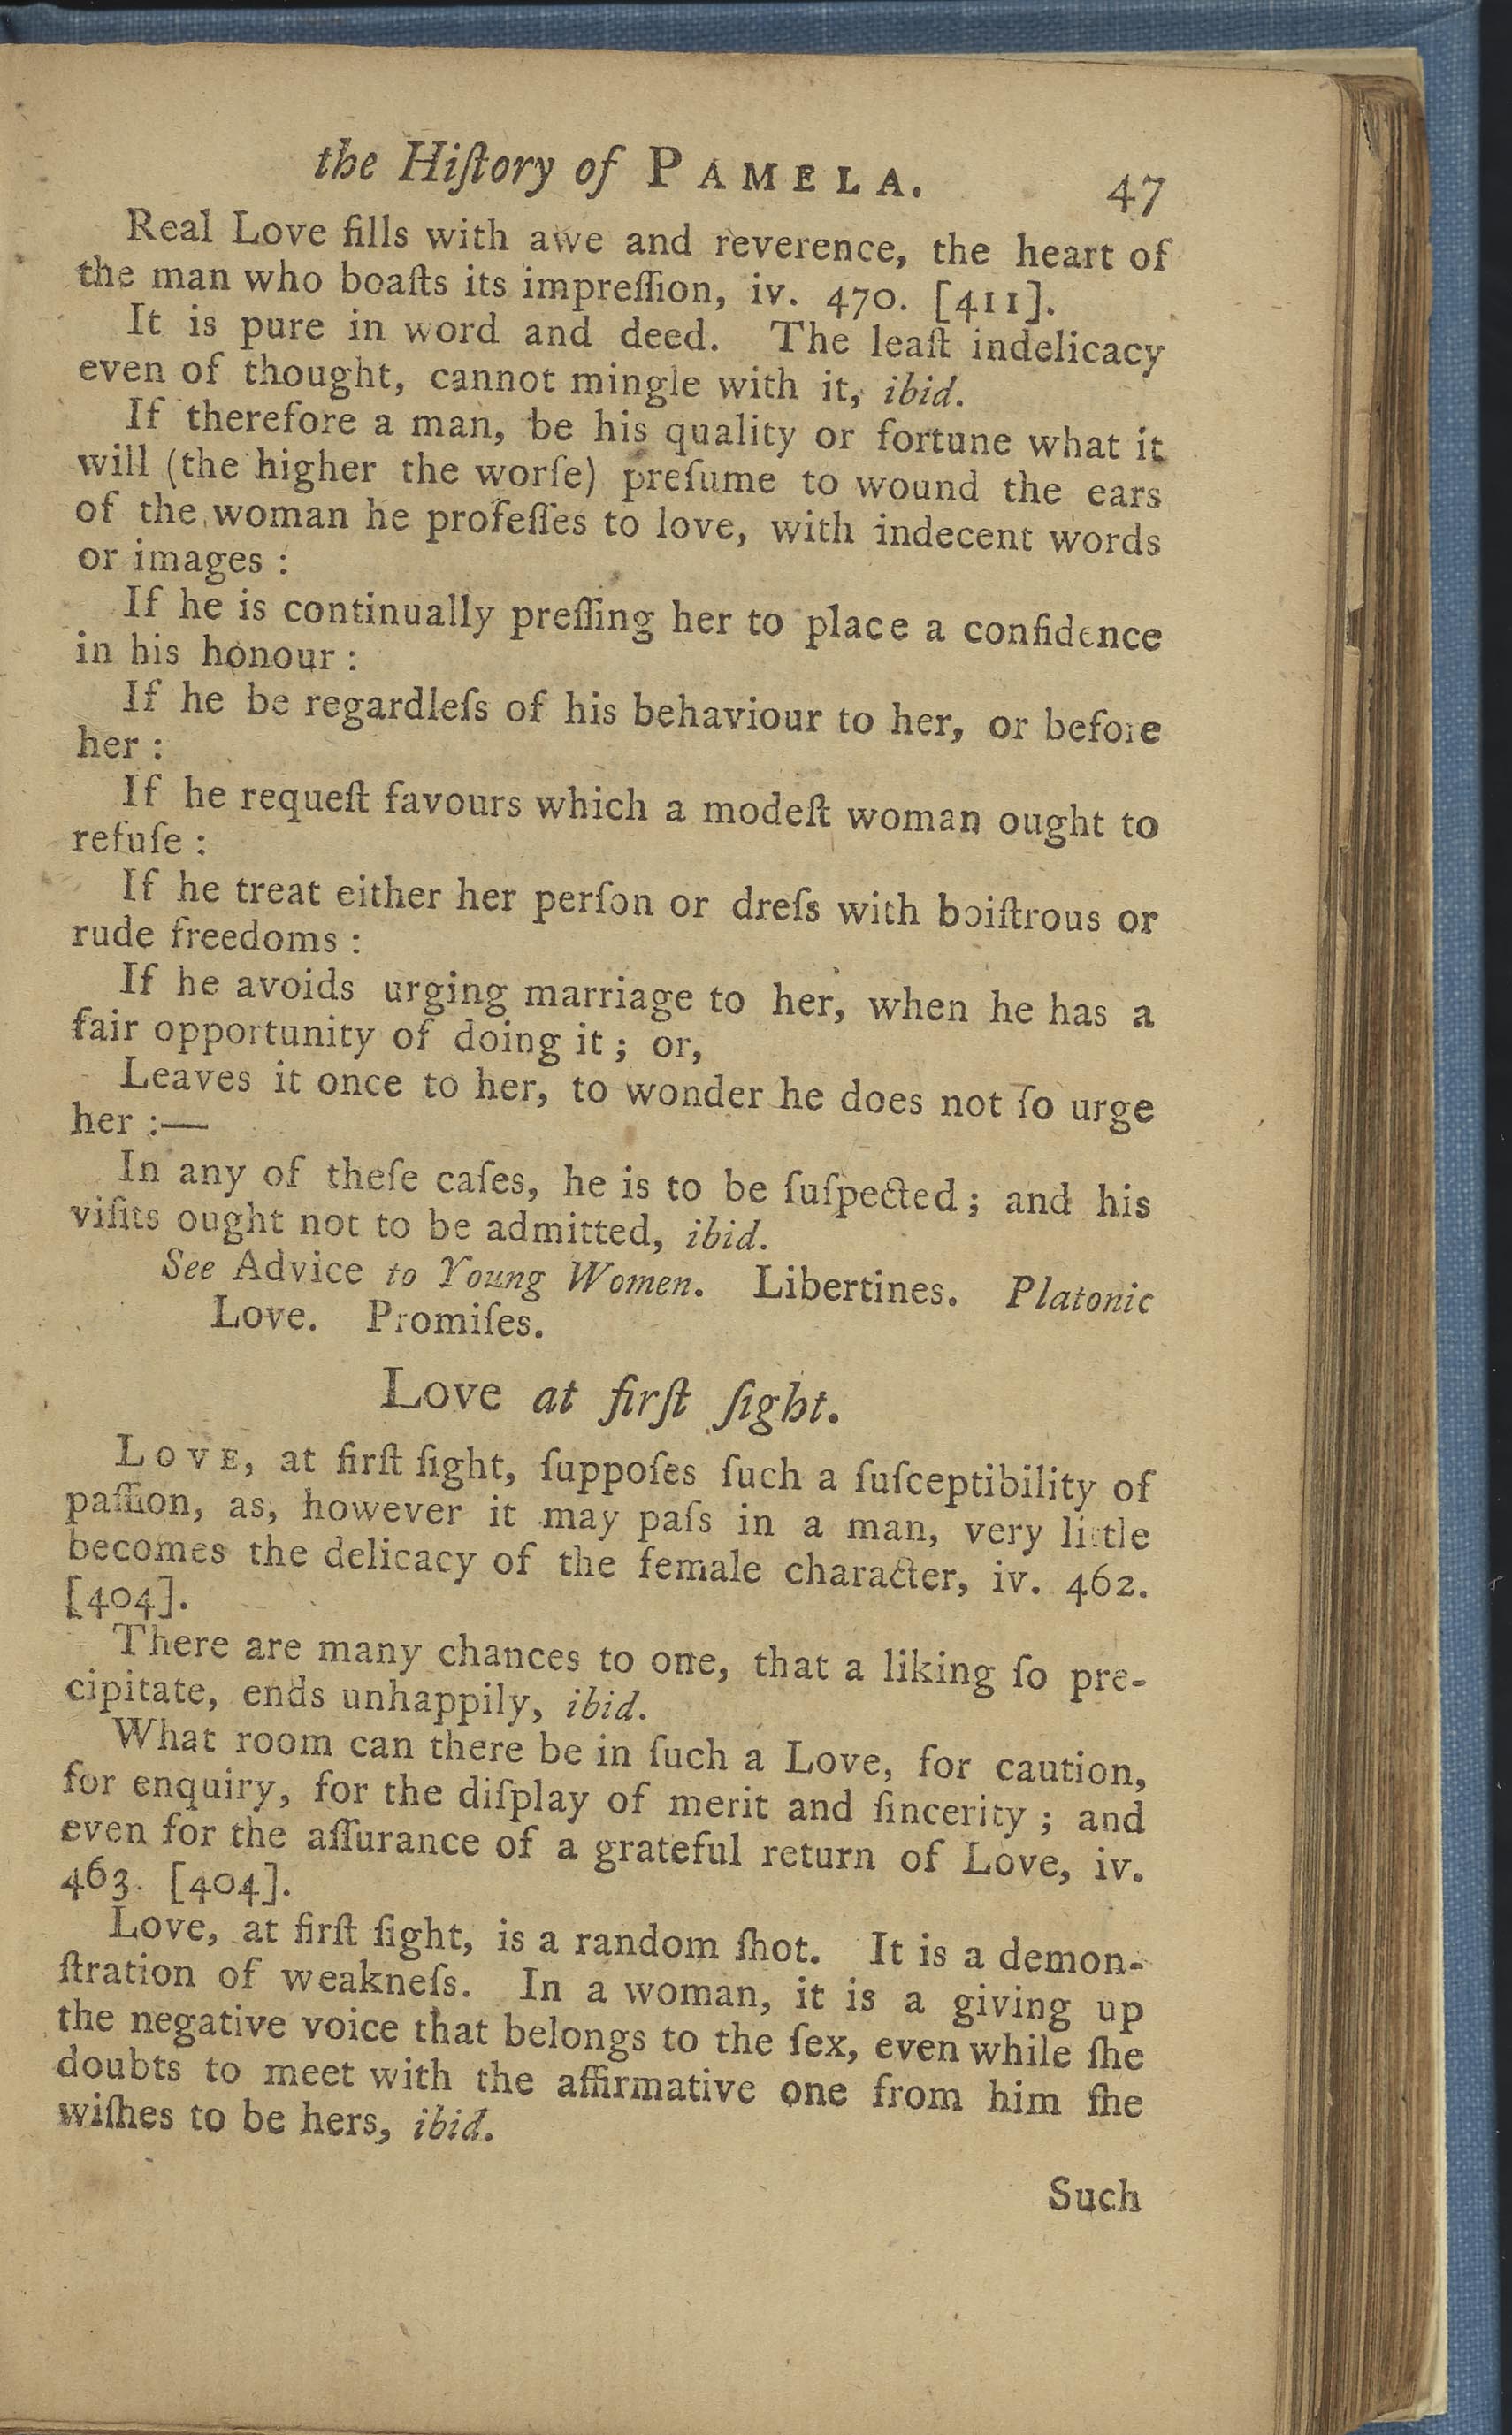 the Hiſtory of PAMELA. 47
Real Love fills with awe and reverence, the heart of
the man who boaſts its impreſſion, iv. 470. [411].
It is pure in word and deed. The leaſt indelicacy
even of thought, cannot mingle with it, ibid.
If therefore a man, be his quality or fortune what it
will (the higher the worſe) preſume to wound the ears
of the woman he profeſſes to love, with indecent words
or images :
If he is continually preſſing her to place a confidence
in his honour :
If he be regardleſs of his behaviour to her, or before
her :
If he requeſt favours which a modeſt woman ought to
refuſe :
If he treat either her perſon or dreſs with boiſtrous or
rude freedoms :
If he avoids urging marriage to her, when he has a
fair opportunity of doing it ; or,
Leaves it once to her, to wonder he does not ſo urge
her :—
In any of theſe caſes, he is to be ſuſpected ; and his
viſits ought not to be admitted, ibid.
See Advice to Young Women. Libertines. Platonic
Love. Promiſes.
Love at firſt ſight.
LOVE, at firſt ſight, ſuppoſes ſuch a ſuſceptibility of
paſſion, as, however it may paſs in a man, very little
becomes the delicacy of the female character, iv. 462.
[404].
There are many chances to one, that a liking ſo pre-
cipitate, ends unhappily, ibid.
What room can there be in ſuch a Love, for caution,
for enquiry, for the diſplay of merit and ſincerity ; and
even for the aſſurance of a grateful return of Love, iv.
463. [404].
Love, at firſt ſight, is a random ſhot. It is a demon-
ſtration of weakneſs. In a woman, it is a giving up
the negative voice that belongs to the ſex, even while ſhe
doubts to meet with the affirmative one from him ſhe
wiſhes to be hers, ibid.
Such